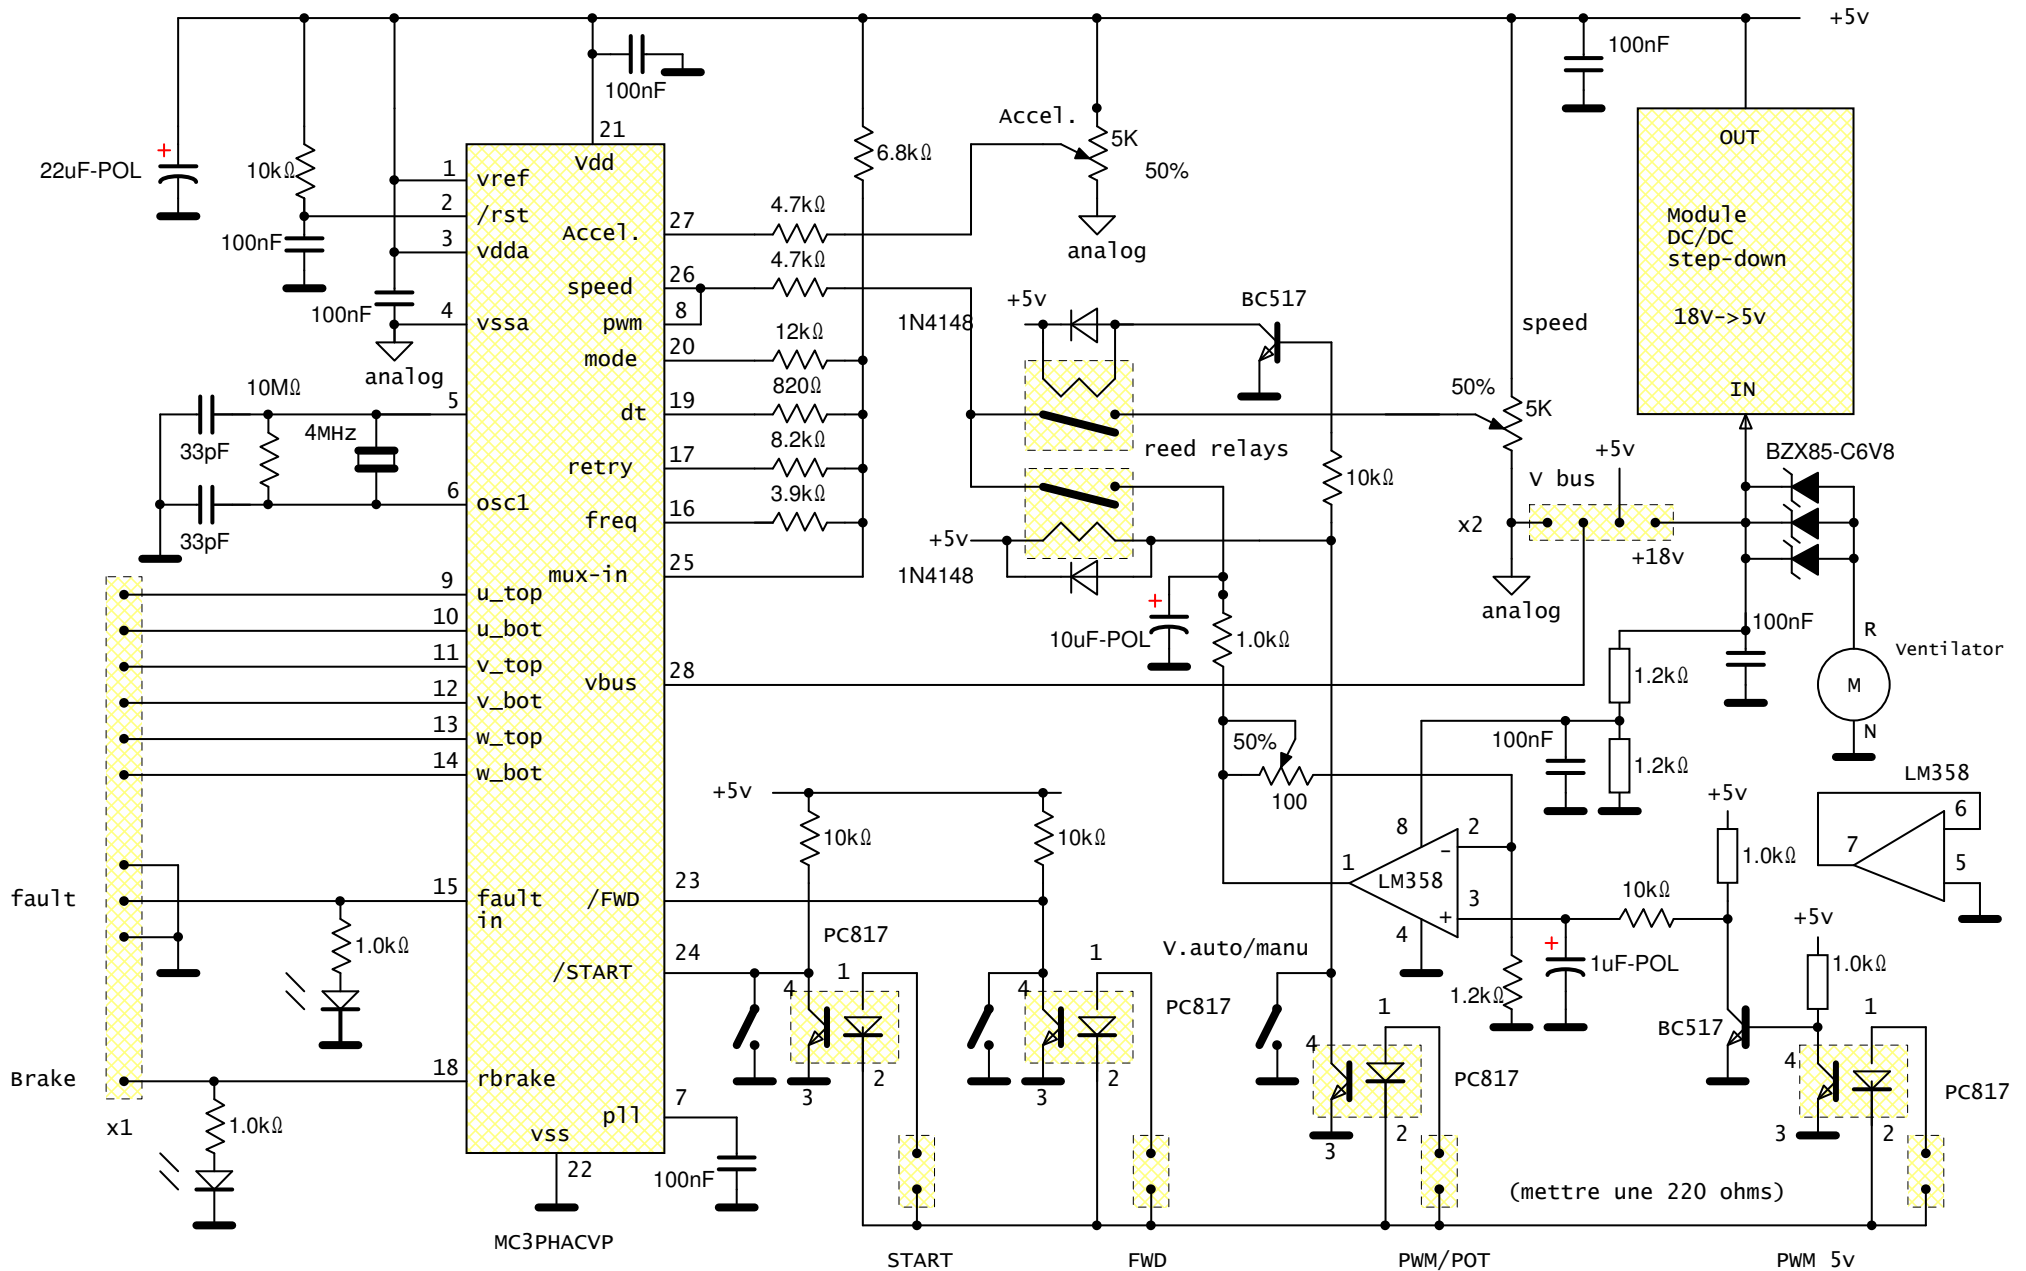 +5v
100nF
100nF
OUT
Module
DC/DC
step-down
18V->5v
IN
22uF-POL
+
10kΩ
100nF
100nF
analog
21
Vdd
1
vref
2
/rst
3
vdda
4
vssa
5
6
osc1
9
u_top
10
u_bot
11
v_top
12
v_bot
13
w_top
14
w_bot
15
fault
in
18
rbrake
Accel.
27
speed
26
pwm
8
mode
20
dt
19
retry
17
freq
16
mux-in
25
vbus
28
/FWD
23
/START
24
pll
7
vss
22
MC3PHACVP
100nF
10MΩ
33pF
4MHz
33pF
6.8kΩ
4.7kΩ
4.7kΩ
12kΩ
820Ω
8.2kΩ
3.9kΩ
Accel.
5K
50%
analog
+5v
1N4148
BC517
reed relays
+5v
1N4148
10kΩ
+
10uF-POL
1.0kΩ
speed
50%
5K
x2
V bus
+5v
+18v
analog
BZX85-C6V8
100nF
R
Ventilator
M
N
1.2kΩ
100nF
1.2kΩ
50%
100
8
2
-
1
LM358
3
+
4
1.2kΩ
+
1uF-POL
10kΩ
+5v
1.0kΩ
LM358
6
7
5
+5v
1.0kΩ
BC517
fault
1.0kΩ
Brake
x1
1.0kΩ
+5v
10kΩ
10kΩ
PC817
4
1
3
2
PC817
4
1
3
2
V.auto/manu
4
1
PC817
3
2
4
1
PC817
3
2
(mettre une 220 ohms)
START
FWD
PWM/POT
PWM 5v